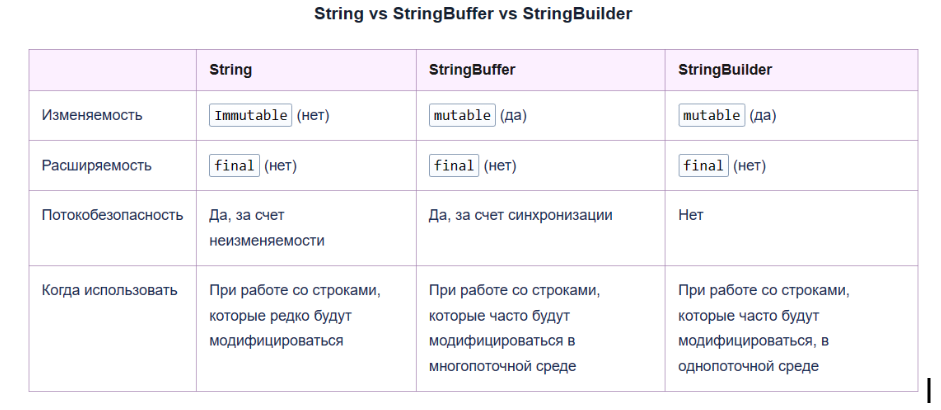 String vs StringBuffer vs StringBuilder
String StringBuffer StringBuilder
Изменяемость Immutable (нет) mutable (да) mutable (да)
Расширяемость final (нет) final (нет) final (нет)
Потокобезопасность Да, за счет Да, за счет синхронизации Нет
неизменяемости
Когда использовать При работе со строками, При работе со строками, При работе со строками,
которые редко будут которые часто будут которые часто будут
модифицироваться модифицироваться в модифицироваться, в
многопоточной среде однопоточной среде